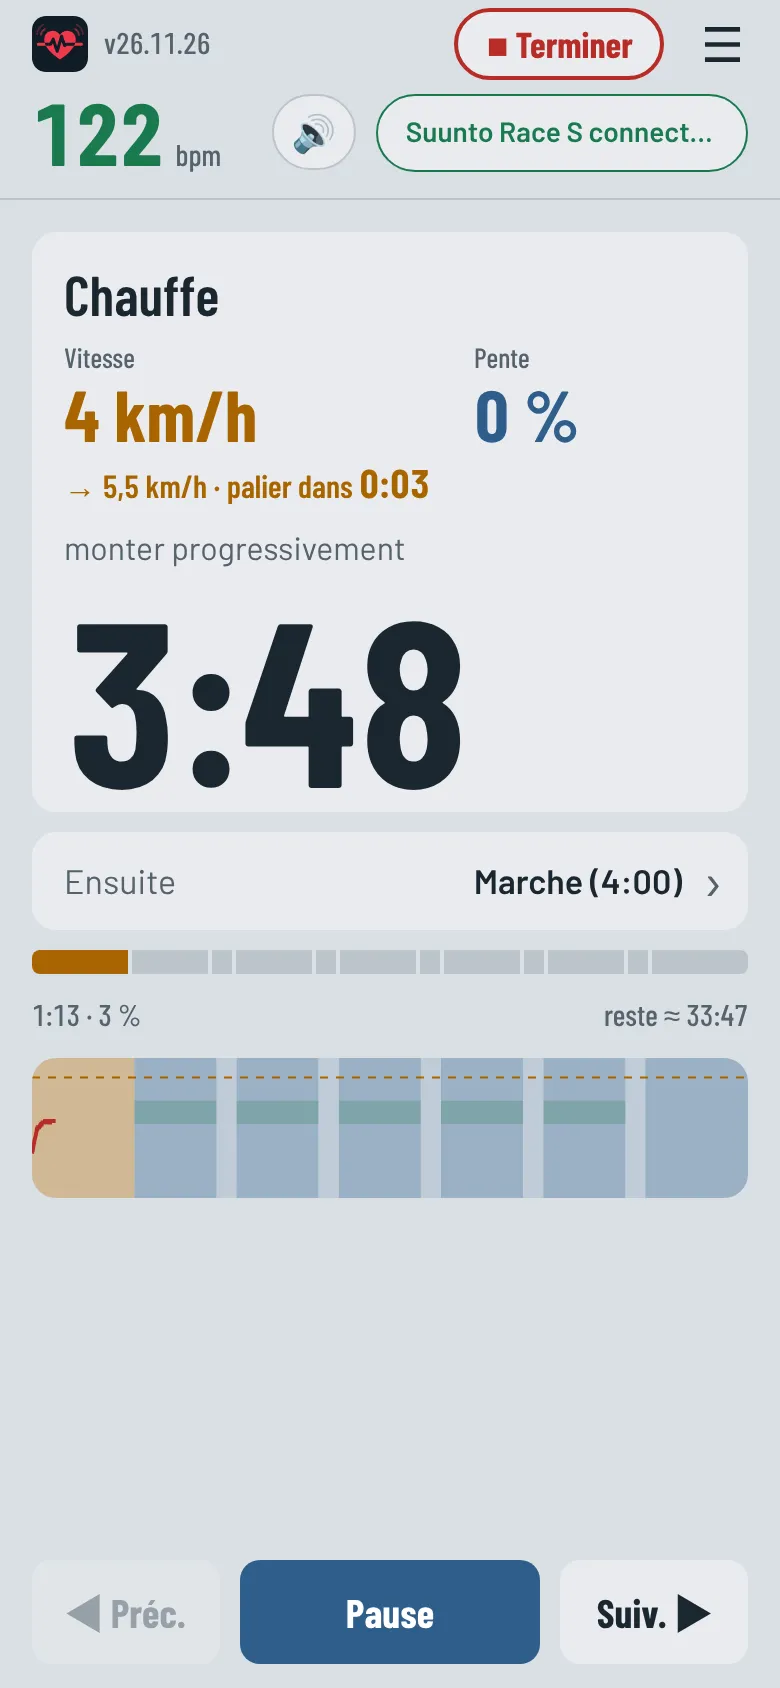 v26.11.26
■ Terminer
122 bpm
Suunto Race S connect...
Chauffe
Vitesse
Pente
4 km/h
0 %
→ 5,5 km/h · palier dans 0:03
monter progressivement
3:48
Ensuite
Marche (4:00) ›
1:13 · 3 %
reste ≈ 33:47
◀ Préc.
Pause
Suiv. ▶